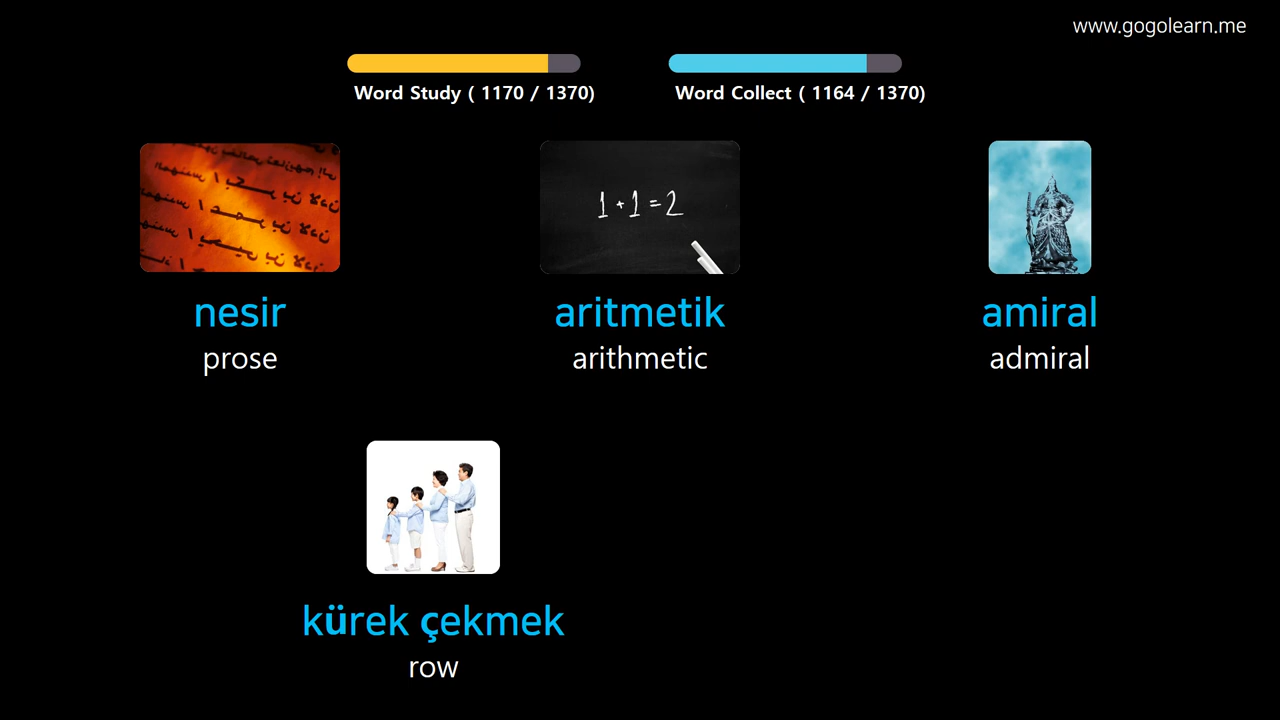 www.gogolearn.me
Word Study ( 1170 / 1370)
Word Collect ( 1164 / 1370)
1+1=2
nesir
prose
aritmetik
arithmetic
amiral
admiral
kürek çekmek
row